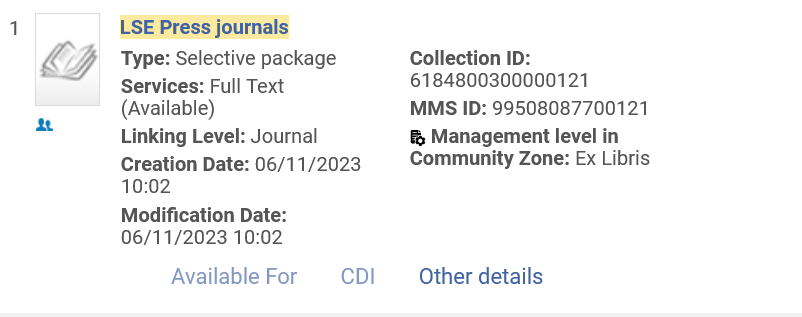 1
LSE Press journals
Type: Selective package
Services: Full Text
(Available)
Linking Level: Journal
Creation Date: 06/11/2023
10:02
Modification Date:
06/11/2023 10:02
Collection ID:
6184800300000121
MMS ID: 99508087700121
Management level in
Community Zone: Ex Libris
Available For CDI Other details